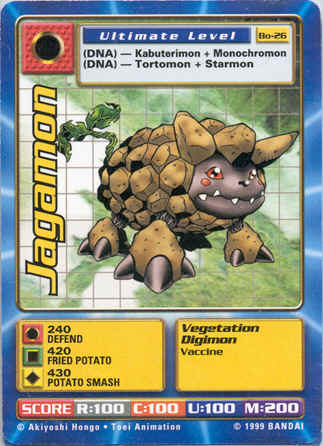 Ultimate Level Bo-26
(DNA) — Kabuterimon + Monochromon
(DNA) — Tortomon + Starmon
Jagamon
240
DEFEND
420
FRIED POTATO
430
POTATO SMASH
Vegetation
Digimon
Vaccine
SCORE R:100 C:100 U:100 M:200
© Akiyoshi Hongo • Toei Animation © 1999 BANDAI